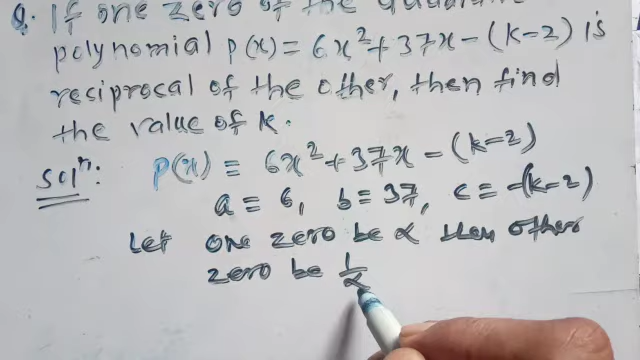 Q. If one zero of the quadratic
polynomial p(x) = 6x²+37x-(k-2) is
reciprocal of the other, then find
the value of k.
Solⁿ: p(x) = 6x²+37x-(k-2)
a = 6, b = 37, c = -(k-2)
Let one zero be α then other
zero be 1/α